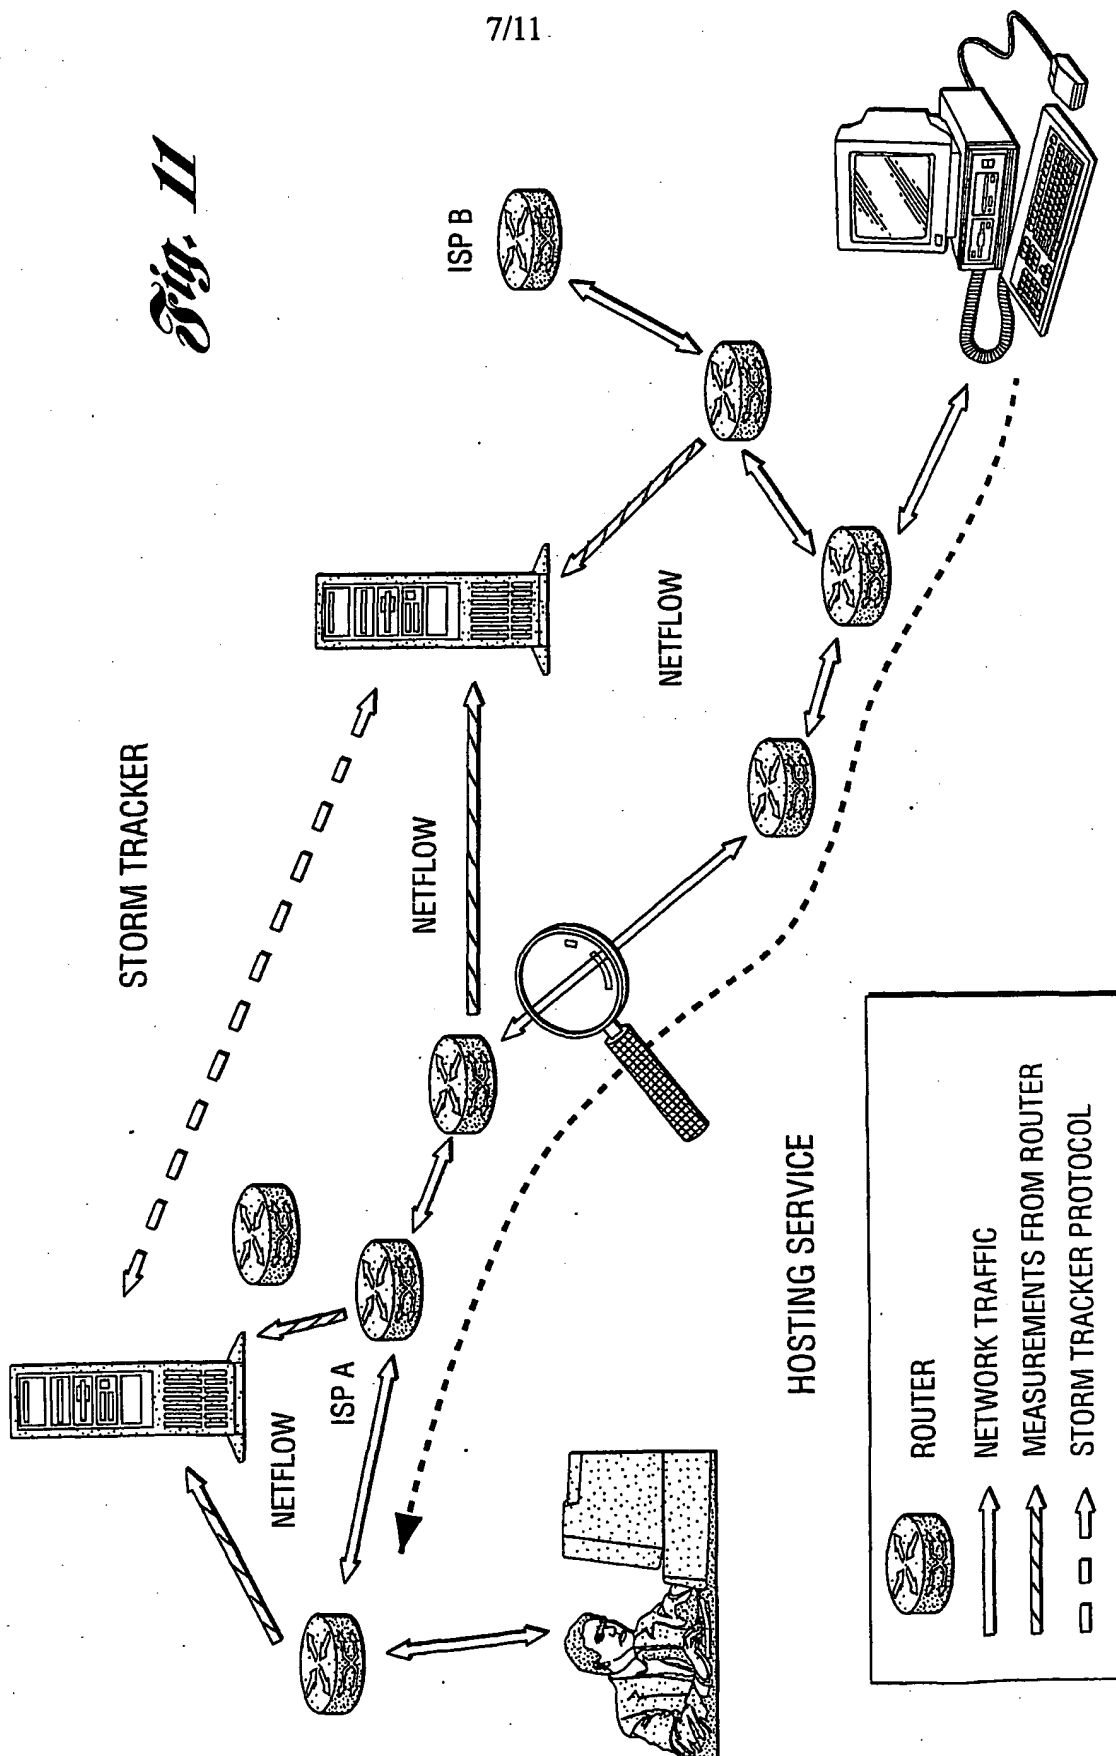 7/11
Fig. 11
STORM TRACKER
ISP B
NETFLOW
NETFLOW
NETFLOW
ISP A
HOSTING SERVICE
ROUTER
NETWORK TRAFFIC
MEASUREMENTS FROM ROUTER
STORM TRACKER PROTOCOL